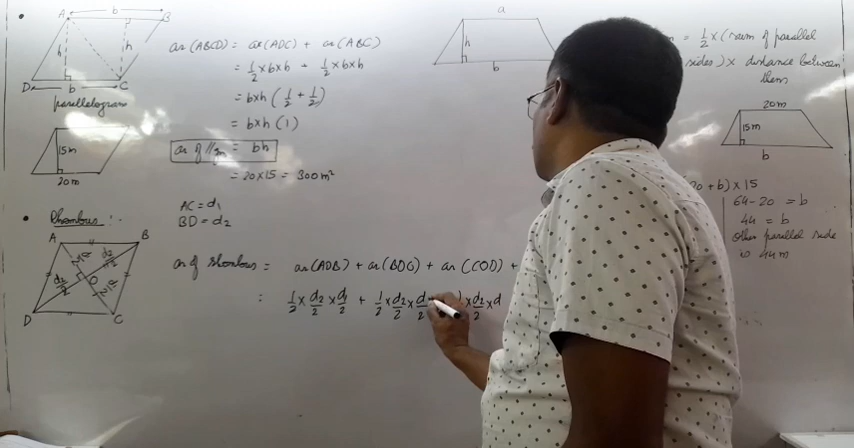 b
A B
h h
D b C
parallelogram
15m
20m
ar (ABCD) = ar(ADC) + ar(ABC)
= 1/2 × b × h + 1/2 × b × h
= b×h ( 1/2 + 1/2 )
= b×h (1)
ar of //gm = bh
= 20×15 = 300m²
a
h
b
= 1/2 × (sum of parallel
sides) × distance between
them
20m
15m
b
20 + b) × 15
64 - 20 = b
44 = b
other parallel side
is 44m
Rhombus :-
AC = d₁
BD = d₂
A B
O
D C
d₂/2 d₂/2
ar of rhombus = ar(AOB) + ar(BOC) + ar (COD) +
: 1/2 × d₂/2 × d₁/2 + 1/2 × d₂/2 × d × d₂/2 × d